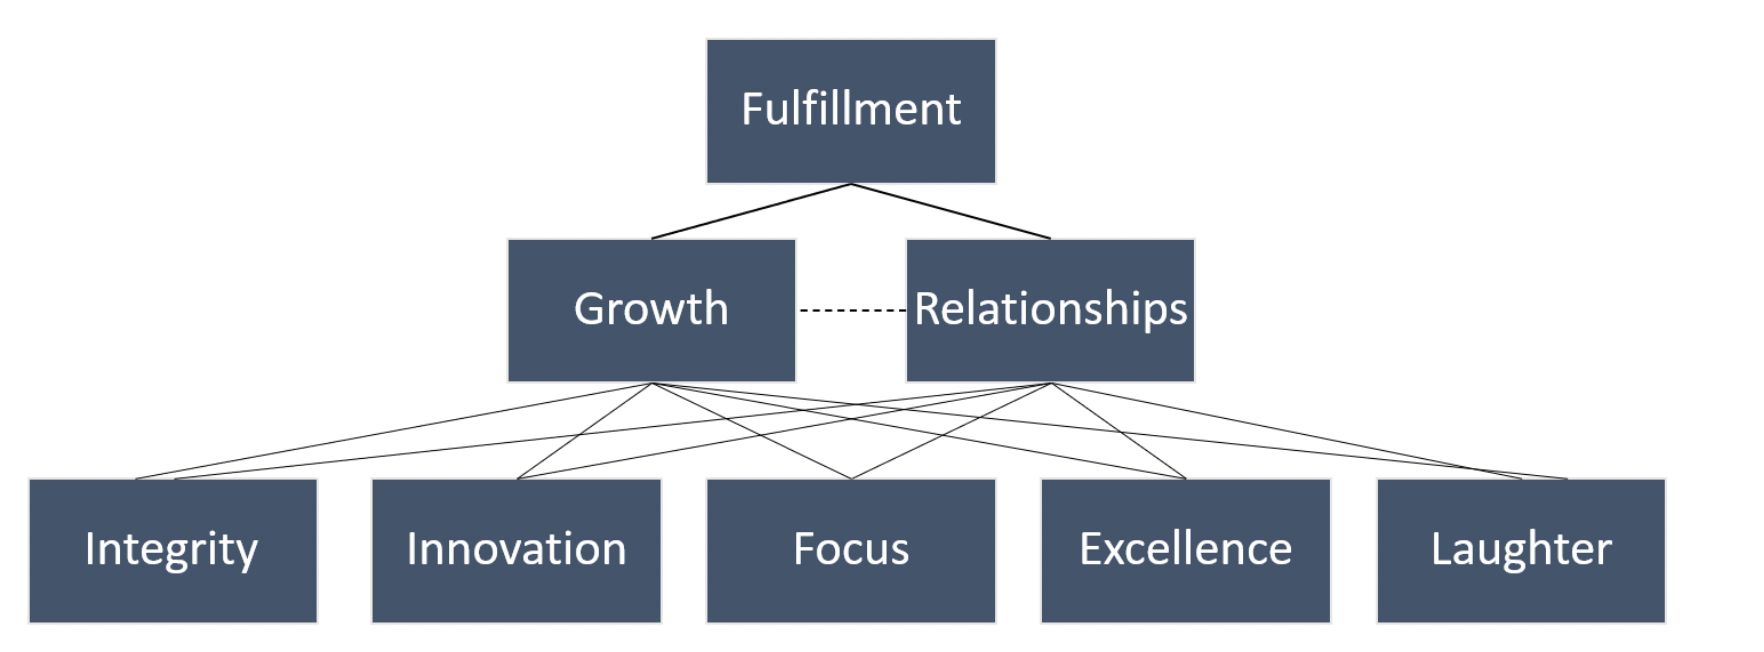 Fulfillment
Growth
Relationships
Integrity
Innovation
Focus
Excellence
Laughter